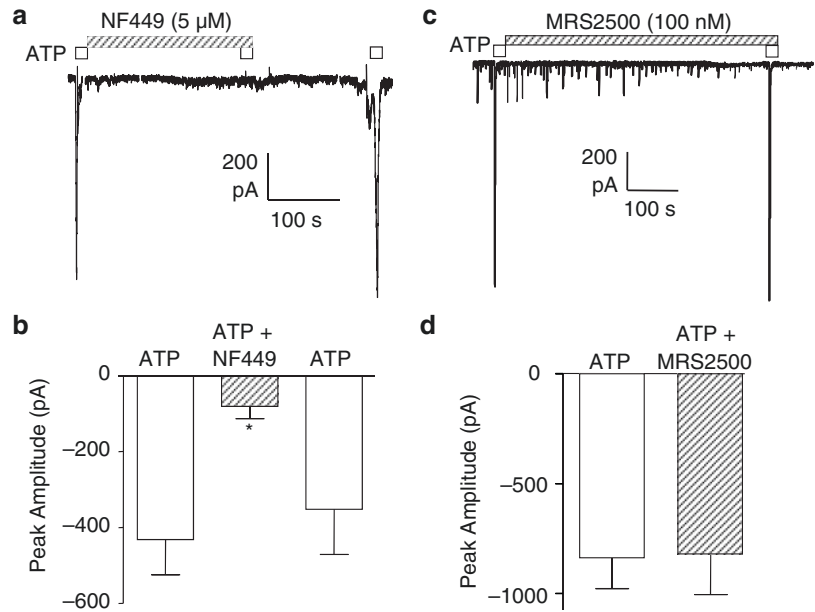 a
NF449 (5 µM)
ATP
200
pA
100 s
c
MRS2500 (100 nM)
ATP
200
pA
100 s
b
ATP
ATP +
NF449
ATP
Peak Amplitude (pA)
0
–200
–400
–600
*
d
ATP
ATP +
MRS2500
Peak Amplitude (pA)
0
–500
–1000